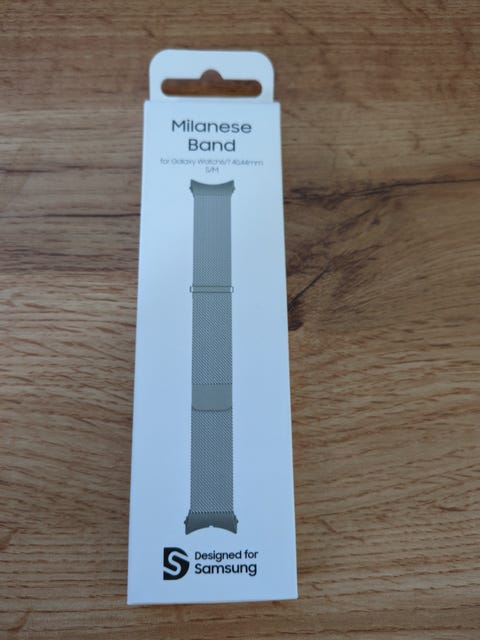 Milanese
Band
for Galaxy Watch6/7 40,44mm
S/M
Designed for
Samsung